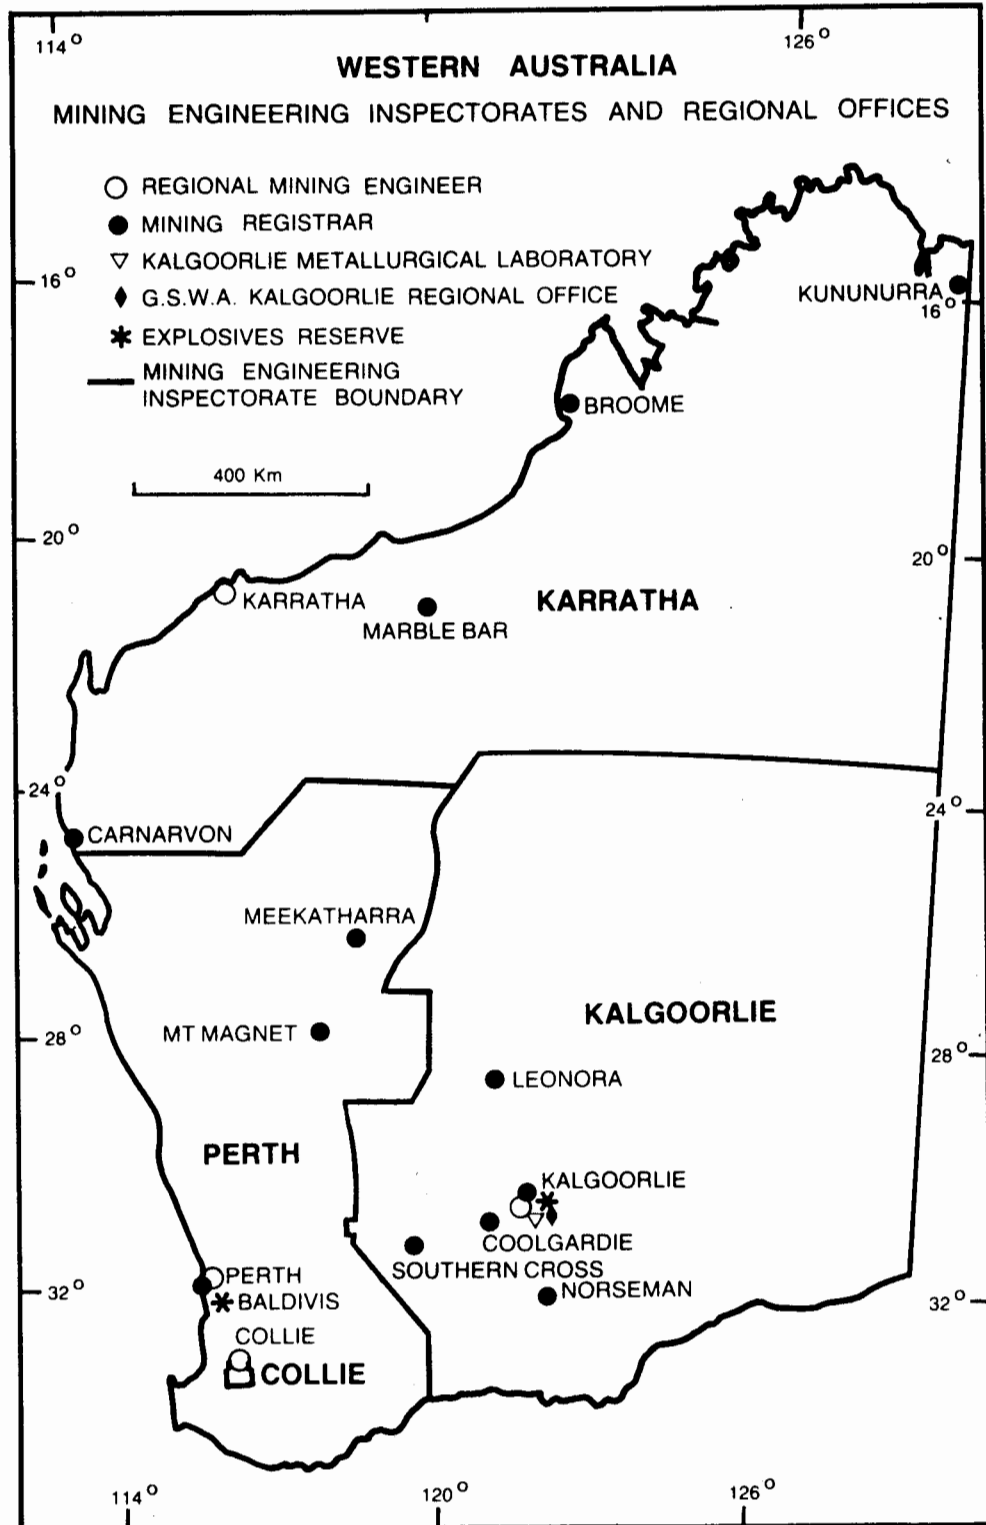 114°
126°
WESTERN AUSTRALIA
MINING ENGINEERING INSPECTORATES AND REGIONAL OFFICES
REGIONAL MINING ENGINEER
MINING REGISTRAR
KALGOORLIE METALLURGICAL LABORATORY
G.S.W.A. KALGOORLIE REGIONAL OFFICE
EXPLOSIVES RESERVE
MINING ENGINEERING
INSPECTORATE BOUNDARY
16°
KUNUNURRA
16°
BROOME
400 Km
20°
20°
KARRATHA
KARRATHA
MARBLE BAR
24°
24°
CARNARVON
MEEKATHARRA
KALGOORLIE
MT MAGNET
28°
28°
LEONORA
PERTH
KALGOORLIE
COOLGARDIE
SOUTHERN CROSS
PERTH
NORSEMAN
32°
32°
BALDIVIS
COLLIE
COLLIE
114°
120°
126°